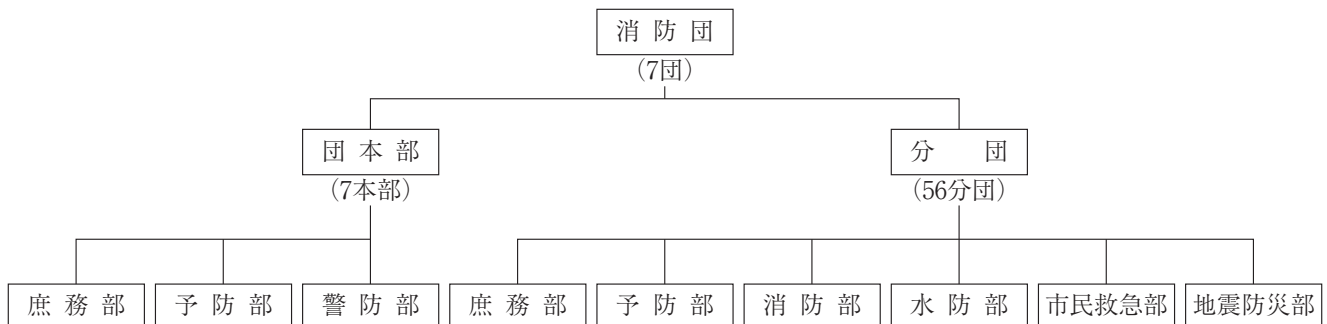 消防団
(7団)
団本部
分団
(7本部)
(56分団)
庶務部
予防部
警防部
庶務部
予防部
消防部
水防部
市民救急部
地震防災部